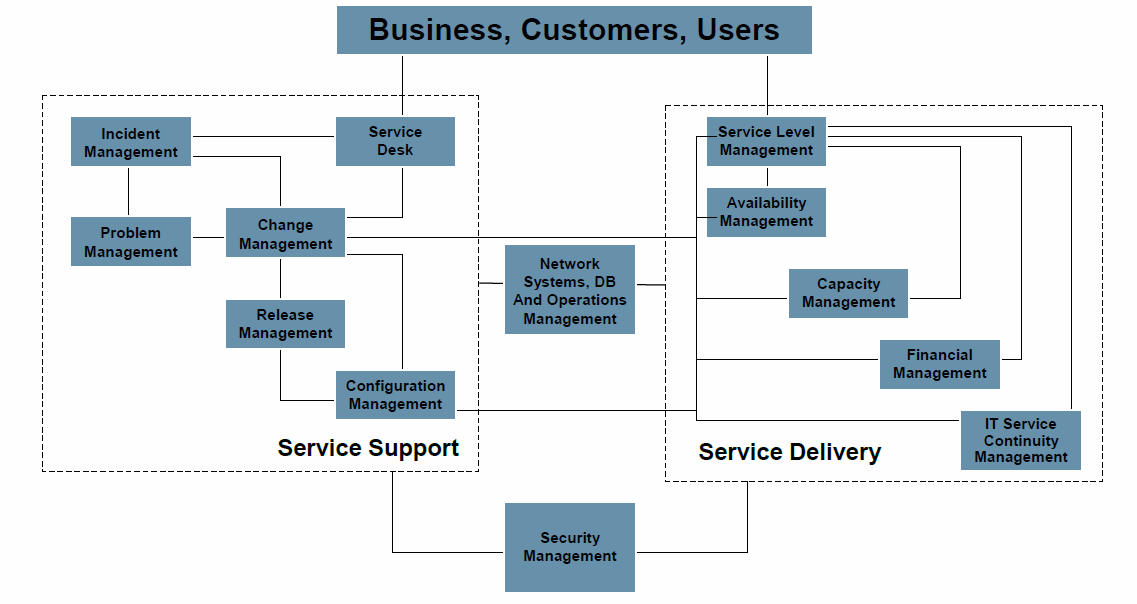 Business, Customers, Users
Incident
Management
Service
Desk
Problem
Management
Change
Management
Release
Management
Configuration
Management
Service Support
Network
Systems, DB
And Operations
Management
Service Level
Management
Availability
Management
Capacity
Management
Financial
Management
IT Service
Continuity
Management
Service Delivery
Security
Management